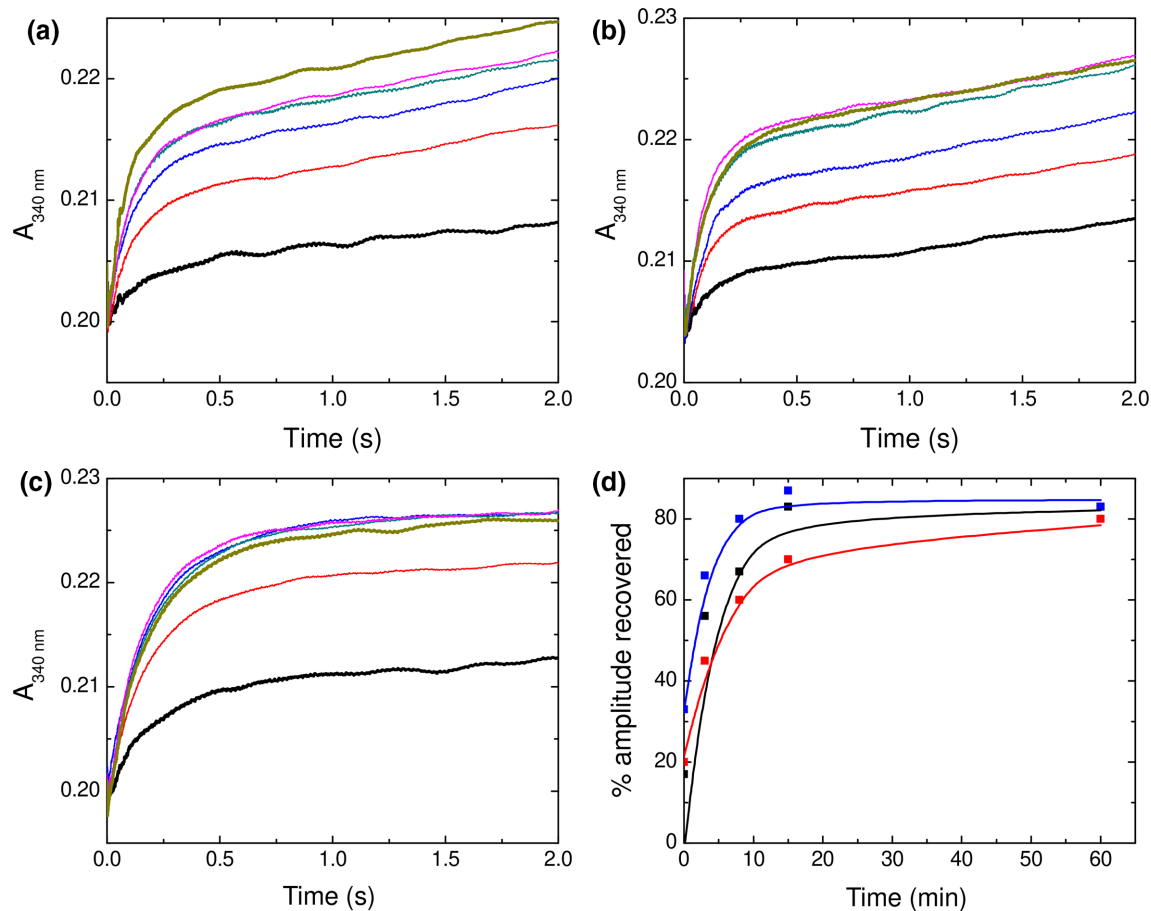 (a)
0.22
0.21
0.20
A340 nm
0.0 0.5 1.0 1.5 2.0
Time (s)
(b)
0.23
0.22
0.21
0.20
A340 nm
0.0 0.5 1.0 1.5 2.0
Time (s)
(c)
0.23
0.22
0.21
0.20
A340 nm
0.0 0.5 1.0 1.5 2.0
Time (s)
(d)
80
60
40
20
0
% amplitude recovered
0 10 20 30 40 50 60
Time (min)